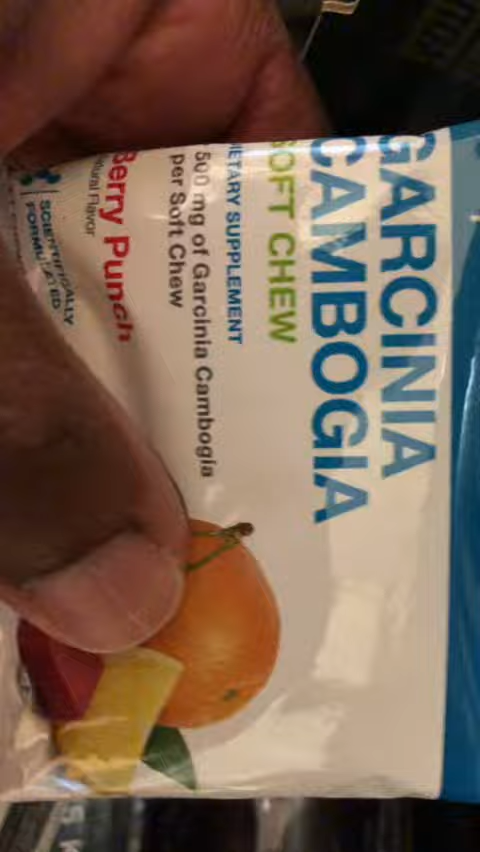 GARCINIA
CAMBOGIA
SOFT CHEW
DIETARY SUPPLEMENT
500 mg of Garcinia Cambogia
per Soft Chew
Berry Punch
Natural Flavor
SCIENTIFICALLY
FORMULATED